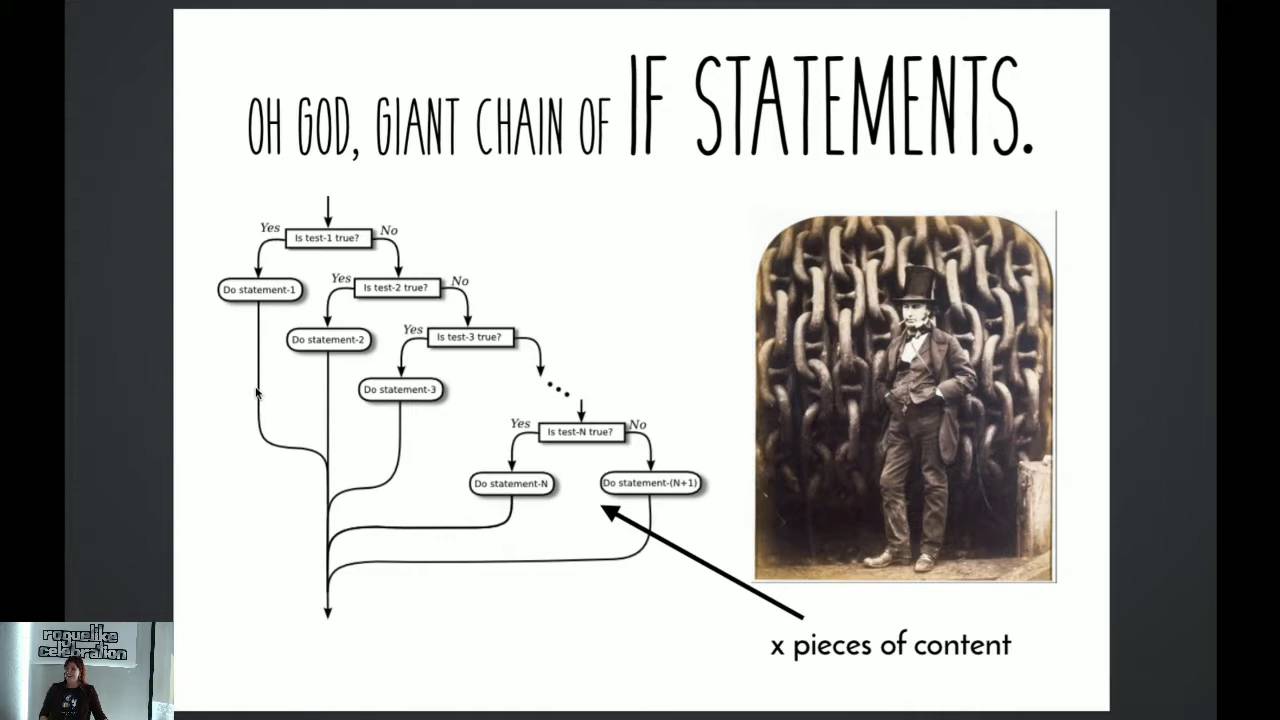 OH GOD, GIANT CHAIN OF IF STATEMENTS.
Yes
No
Is test-1 true?
Yes
No
Do statement-1
Is test-2 true?
Yes
Do statement-2
Is test-3 true?
Do statement-3
Yes
No
Is test-N true?
Do statement-N
Do statement-(N+1)
x pieces of content
roguelike
celebration